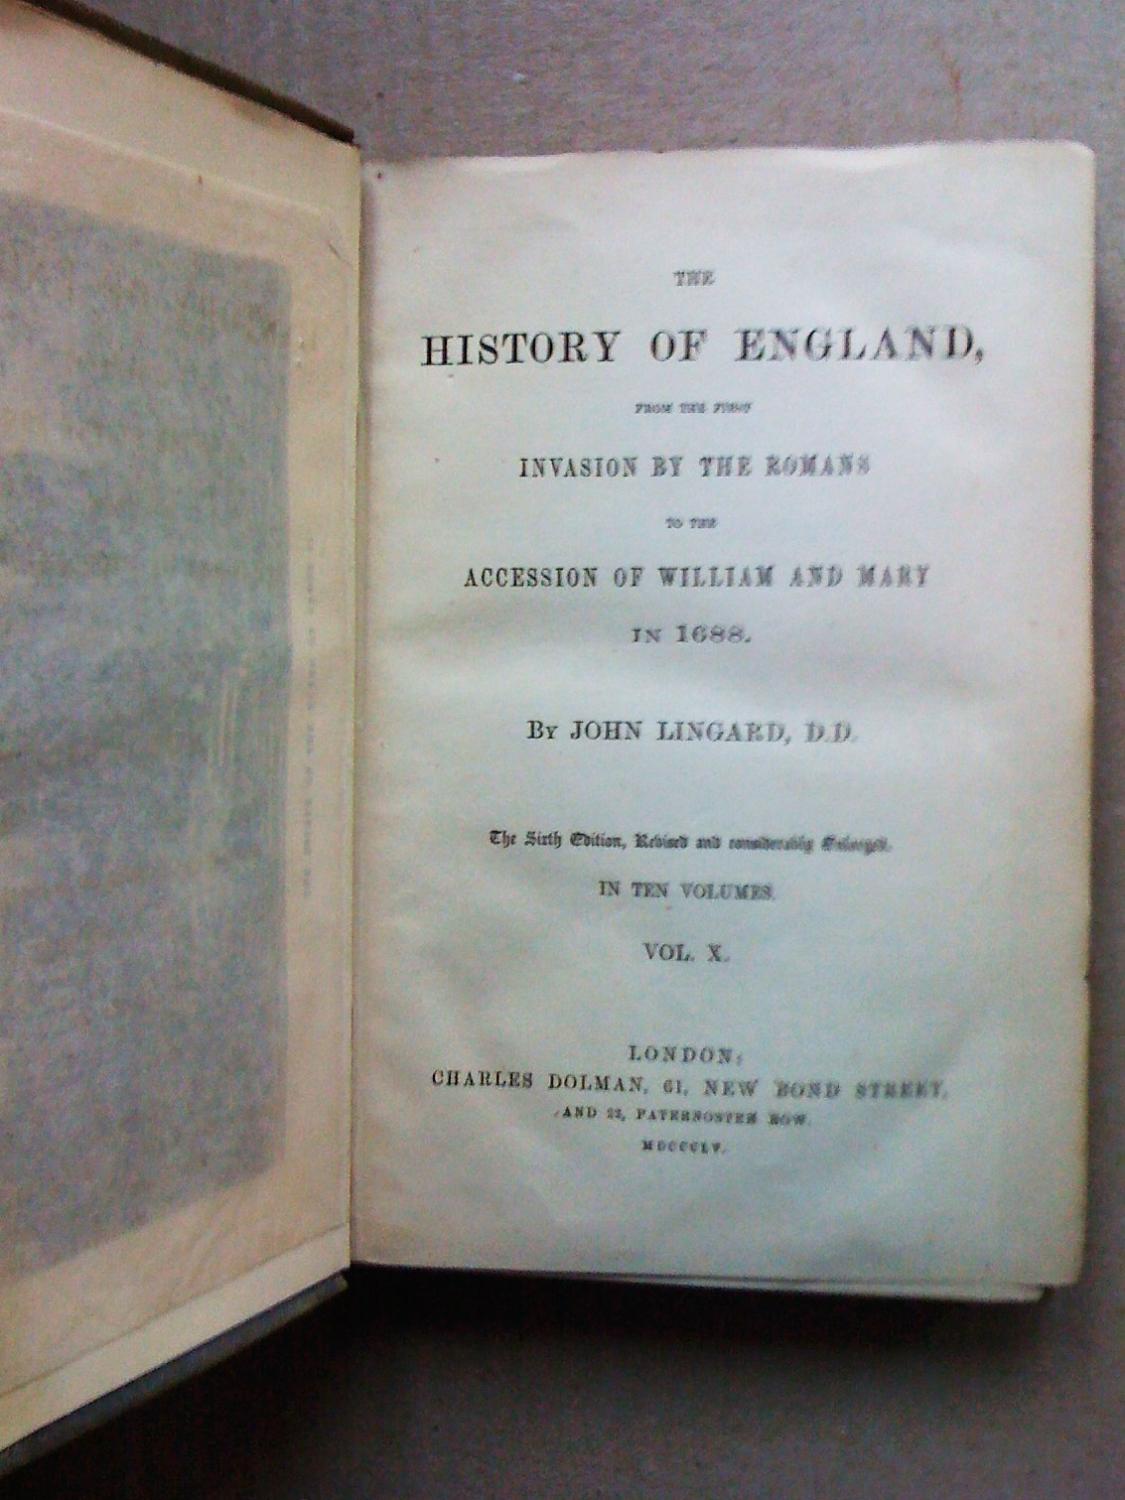 THE
HISTORY OF ENGLAND,
FROM THE FIRST
INVASION BY THE ROMANS
TO THE
ACCESSION OF WILLIAM AND MARY
IN 1688.
BY JOHN LINGARD, D.D.
The Sixth Edition, Revised and considerably Enlarged.
IN TEN VOLUMES.
VOL. X.
LONDON:
CHARLES DOLMAN, 61, NEW BOND STREET,
AND 22, PATERNOSTER ROW.
MDCCCLV.